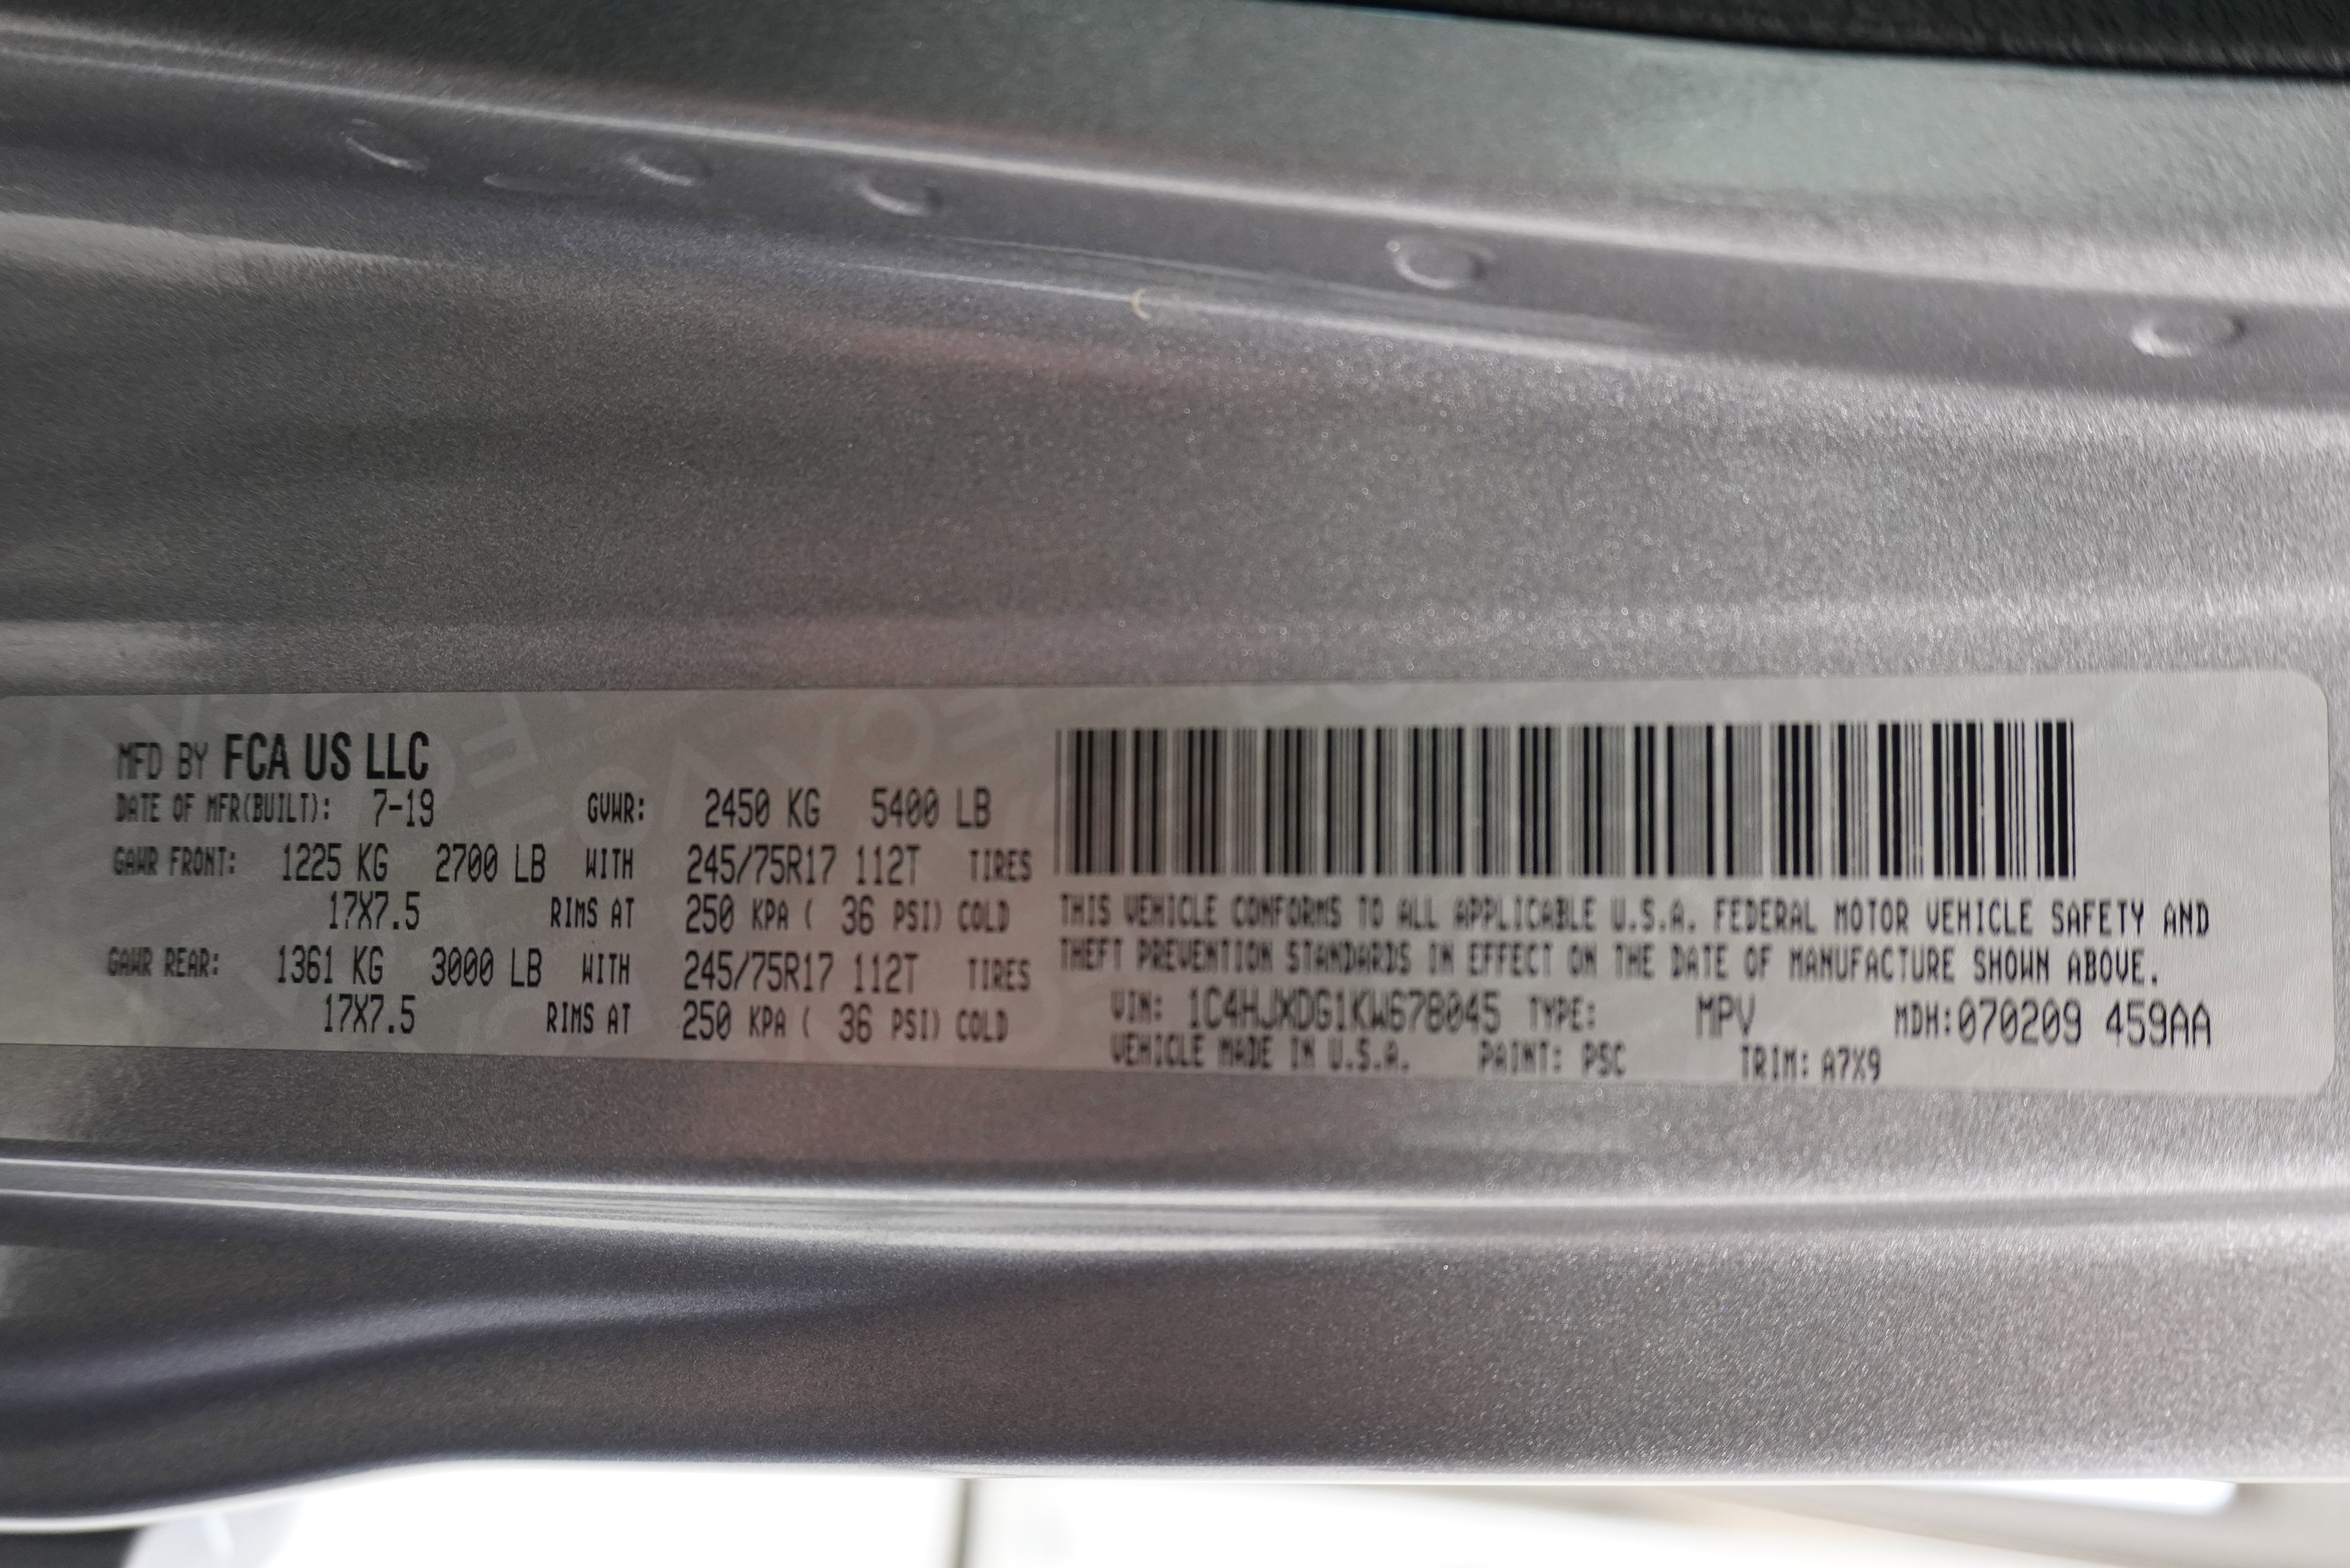 MFD BY FCA US LLC
DATE OF MFR(BUILT): 7-19 GVWR: 2450 KG 5400 LB
GAWR FRONT: 1225 KG 2700 LB WITH 245/75R17 112T TIRES
17X7.5 RIMS AT 250 KPA ( 36 PSI) COLD
GAWR REAR: 1361 KG 3000 LB WITH 245/75R17 112T TIRES
17X7.5 RIMS AT 250 KPA ( 36 PSI) COLD
THIS VEHICLE CONFORMS TO ALL APPLICABLE U.S.A. FEDERAL MOTOR VEHICLE SAFETY AND
THEFT PREVENTION STANDARDS IN EFFECT ON THE DATE OF MANUFACTURE SHOWN ABOVE.
VIN: 1C4HJXDG1KW678045 TYPE: MPV MDH:070209 459AA
VEHICLE MADE IN U.S.A. PAINT: PSC TRIM: A7X9